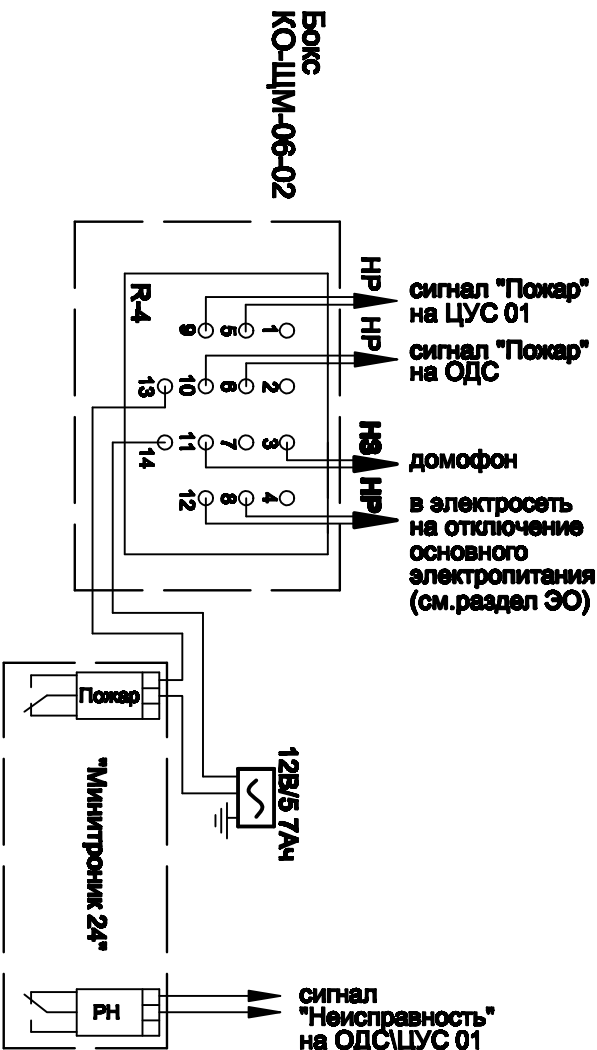 Бокс
КО-ЩМ-06-02
НР
сигнал "Пожар"
на ЦУС 01
НР
сигнал "Пожар"
на ОДС
НЗ
домофон
НР
в электросеть
на отключение
основного
электропитания
(см.раздел ЭО)
R-4
9 5 1
13 10 6 2
14 11 7 3
12 8 4
Пожар
12В/5 7Ач
"Минитроник 24"
РН
сигнал
"Неисправность"
на ОДС\ЦУС 01